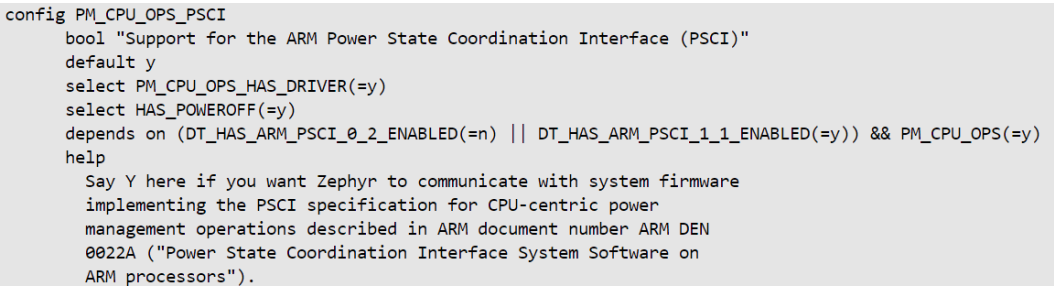 config PM_CPU_OPS_PSCI
bool "Support for the ARM Power State Coordination Interface (PSCI)"
default y
select PM_CPU_OPS_HAS_DRIVER(=y)
select HAS_POWEROFF(=y)
depends on (DT_HAS_ARM_PSCI_0_2_ENABLED(=n) || DT_HAS_ARM_PSCI_1_1_ENABLED(=y)) && PM_CPU_OPS(=y)
help
Say Y here if you want Zephyr to communicate with system firmware
implementing the PSCI specification for CPU-centric power
management operations described in ARM document number ARM DEN
0022A ("Power State Coordination Interface System Software on
ARM processors").